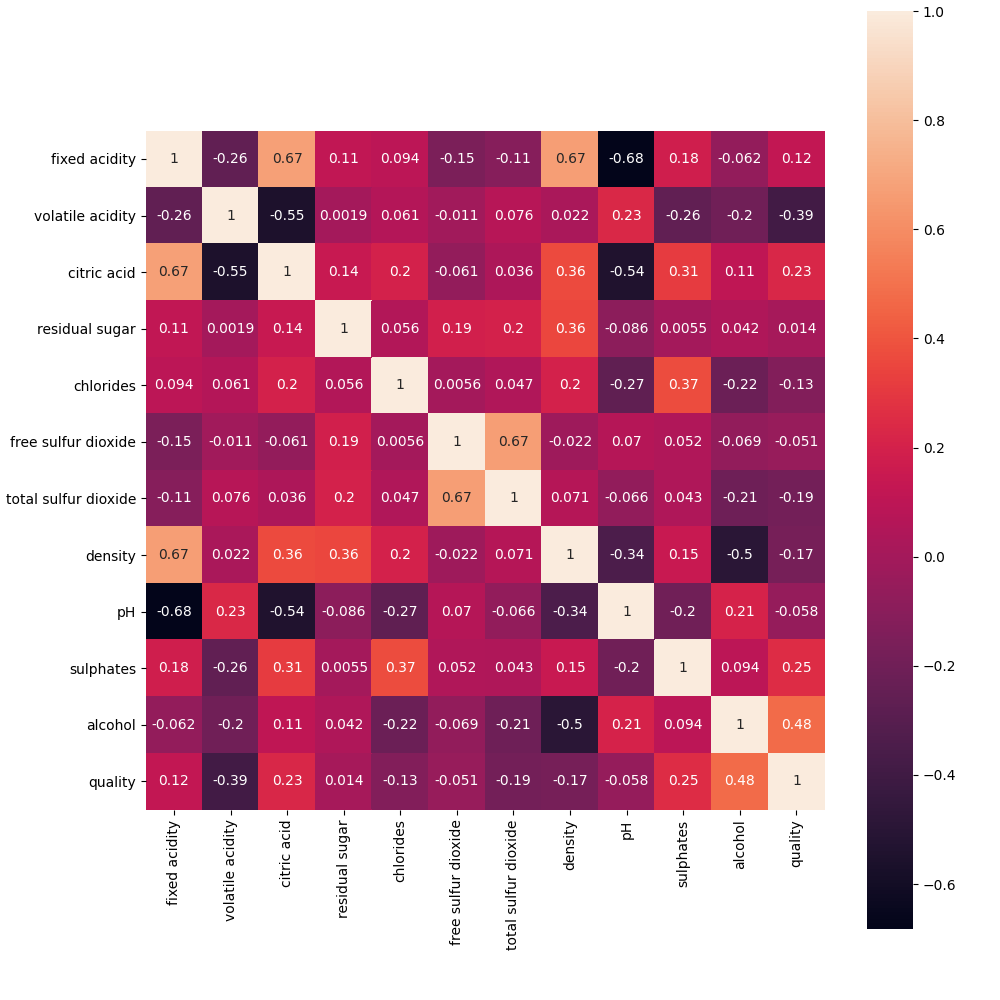 fixed acidity 1 -0.26 0.67 0.11 0.094 -0.15 -0.11 0.67 -0.68 0.18 -0.062 0.12
volatile acidity -0.26 1 -0.55 0.0019 0.061 -0.011 0.076 0.022 0.23 -0.26 -0.2 -0.39
citric acid 0.67 -0.55 1 0.14 0.2 -0.061 0.036 0.36 -0.54 0.31 0.11 0.23
residual sugar 0.11 0.0019 0.14 1 0.056 0.19 0.2 0.36 -0.086 0.0055 0.042 0.014
chlorides 0.094 0.061 0.2 0.056 1 0.0056 0.047 0.2 -0.27 0.37 -0.22 -0.13
free sulfur dioxide -0.15 -0.011 -0.061 0.19 0.0056 1 0.67 -0.022 0.07 0.052 -0.069 -0.051
total sulfur dioxide -0.11 0.076 0.036 0.2 0.047 0.67 1 0.071 -0.066 0.043 -0.21 -0.19
density 0.67 0.022 0.36 0.36 0.2 -0.022 0.071 1 -0.34 0.15 -0.5 -0.17
pH -0.68 0.23 -0.54 -0.086 -0.27 0.07 -0.066 -0.34 1 -0.2 0.21 -0.058
sulphates 0.18 -0.26 0.31 0.0055 0.37 0.052 0.043 0.15 -0.2 1 0.094 0.25
alcohol -0.062 -0.2 0.11 0.042 -0.22 -0.069 -0.21 -0.5 0.21 0.094 1 0.48
quality 0.12 -0.39 0.23 0.014 -0.13 -0.051 -0.19 -0.17 -0.058 0.25 0.48 1
fixed acidity
volatile acidity
citric acid
residual sugar
chlorides
free sulfur dioxide
total sulfur dioxide
density
pH
sulphates
alcohol
quality
1.0
0.8
0.6
0.4
0.2
0.0
−0.2
−0.4
−0.6